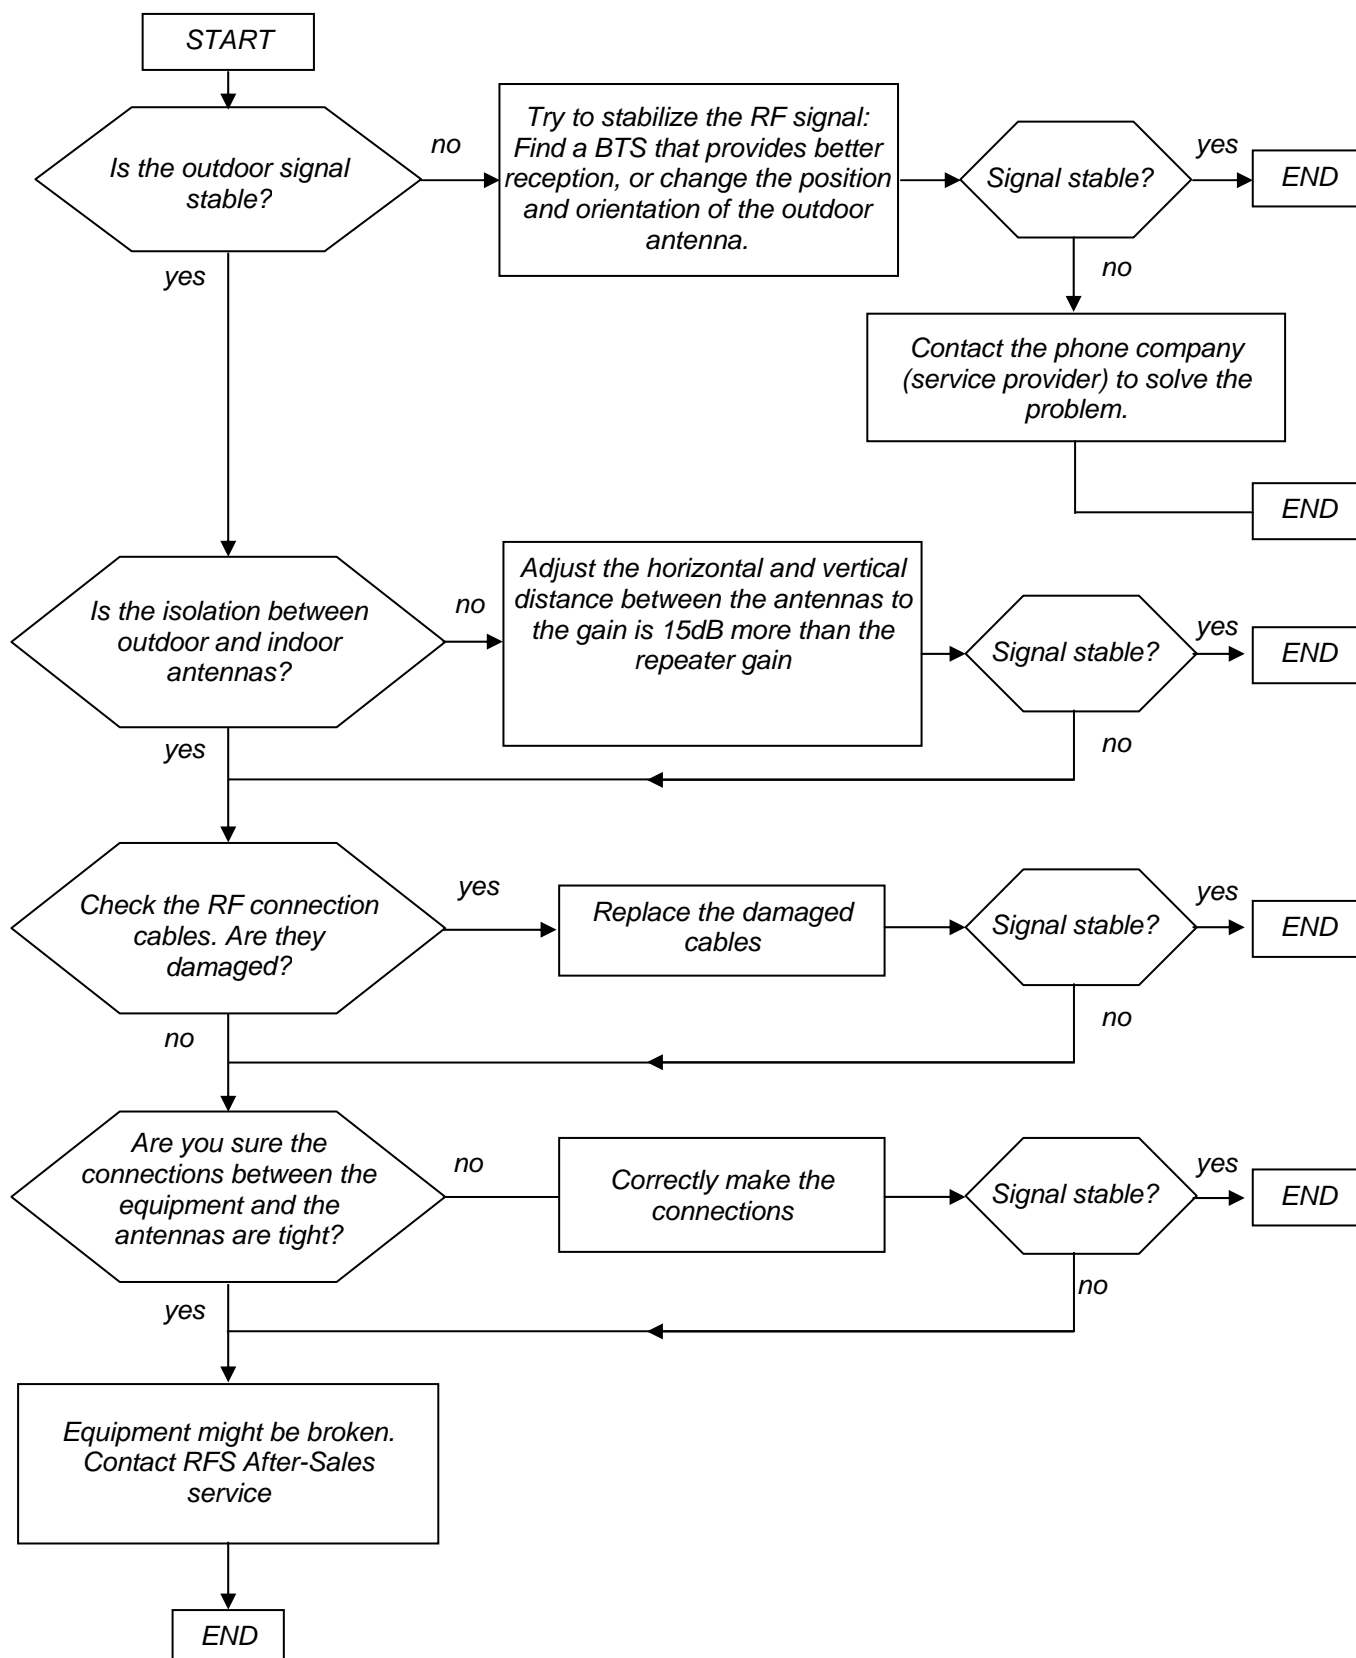 START
Is the outdoor signal
stable?
no
Try to stabilize the RF signal:
Find a BTS that provides better
reception, or change the position
and orientation of the outdoor
antenna.
Signal stable?
yes
END
no
Contact the phone company
(service provider) to solve the
problem.
END
yes
Is the isolation between
outdoor and indoor
antennas?
no
Adjust the horizontal and vertical
distance between the antennas to
the gain is 15dB more than the
repeater gain
Signal stable?
yes
END
no
yes
Check the RF connection
cables. Are they
damaged?
yes
Replace the damaged
cables
Signal stable?
yes
END
no
no
Are you sure the
connections between the
equipment and the
antennas are tight?
no
Correctly make the
connections
Signal stable?
yes
END
no
yes
Equipment might be broken.
Contact RFS After-Sales
service
END